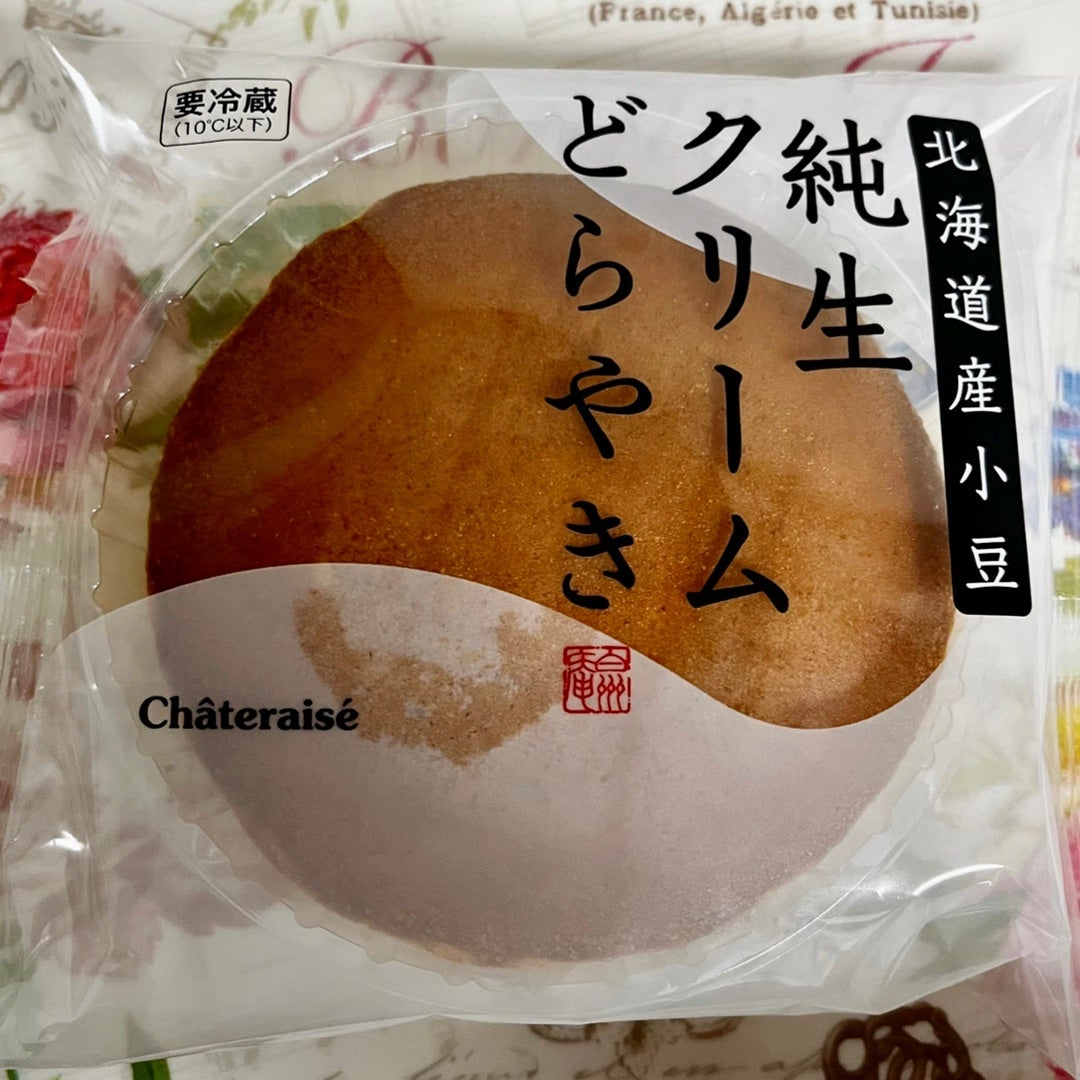 (France, Algérie et Tunisie)
要冷蔵
(10℃以下)
北海道産小豆
純生
クリーム
どらやき
Châteraisé